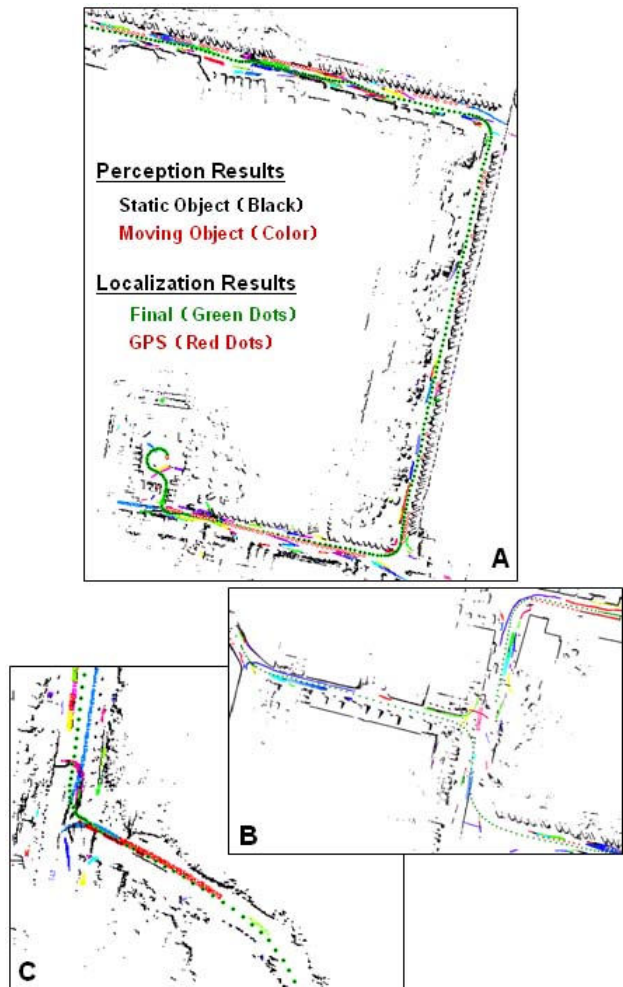 Perception Results
Static Object (Black)
Moving Object (Color)
Localization Results
Final (Green Dots)
GPS (Red Dots)
A
B
C